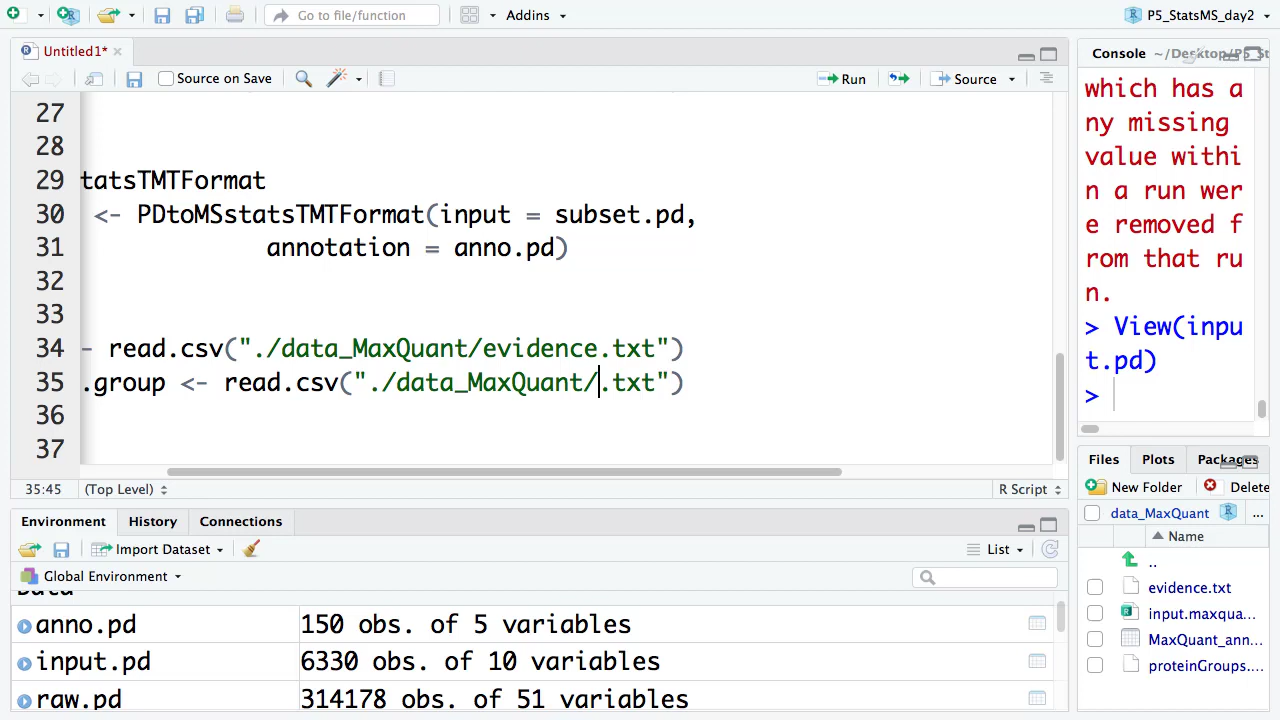 Go to file/function
Addins
P5_StatsMS_day2
Untitled1*
Source on Save
Run
Source
27
28
29 tatsTMTFormat
30 <- PDtoMSstatsTMTFormat(input = subset.pd,
31 annotation = anno.pd)
32
33
34 - read.csv("./data_MaxQuant/evidence.txt")
35 .group <- read.csv("./data_MaxQuant/.txt")
36
37
35:45
(Top Level)
R Script
Environment
History
Connections
Import Dataset
List
Global Environment
Data
anno.pd 150 obs. of 5 variables
input.pd 6330 obs. of 10 variables
raw.pd 314178 obs. of 51 variables
Console
which has a
ny missing
value withi
n a run wer
e removed f
rom that ru
n.
> View(inpu
t.pd)
>
Files
Plots
Packages
New Folder
Delete
data_MaxQuant
...
Name
..
evidence.txt
input.maxqua...
MaxQuant_ann...
proteinGroups....